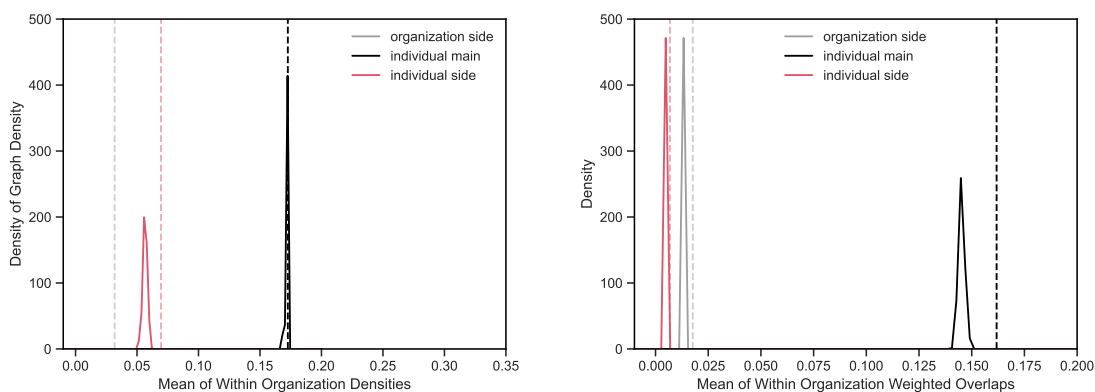 500
400
300
200
100
0
Density of Graph Density
organization side
individual main
individual side
0.00 0.05 0.10 0.15 0.20 0.25 0.30 0.35
Mean of Within Organization Densities
500
400
300
200
100
0
Density
organization side
individual main
individual side
0.000 0.025 0.050 0.075 0.100 0.125 0.150 0.175 0.200
Mean of Within Organization Weighted Overlaps